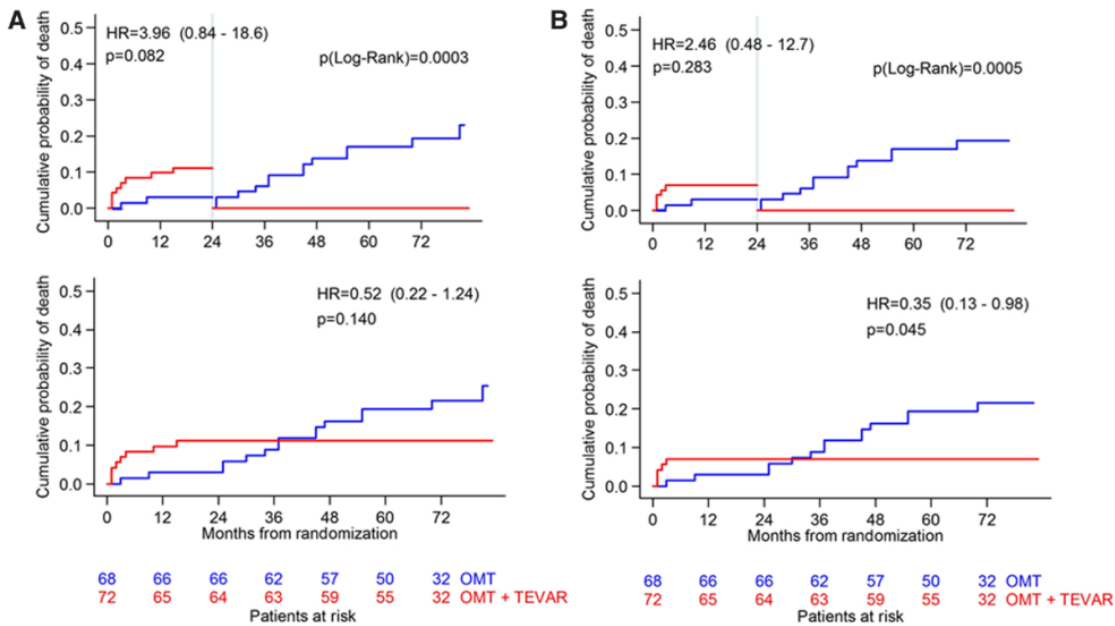 A
HR=3.96 (0.84 - 18.6)
p=0.082
p(Log-Rank)=0.0003
Cumulative probability of death
0.5
0.4
0.3
0.2
0.1
0.0
0 12 24 36 48 60 72
HR=0.52 (0.22 - 1.24)
p=0.140
Cumulative probability of death
0.5
0.4
0.3
0.2
0.1
0.0
0 12 24 36 48 60 72
Months from randomization
68 66 66 62 57 50 32 OMT
72 65 64 63 59 55 32 OMT + TEVAR
Patients at risk
B
HR=2.46 (0.48 - 12.7)
p=0.283
p(Log-Rank)=0.0005
Cumulative probability of death
0.5
0.4
0.3
0.2
0.1
0.0
0 12 24 36 48 60 72
HR=0.35 (0.13 - 0.98)
p=0.045
Cumulative probability of death
0.5
0.4
0.3
0.2
0.1
0.0
0 12 24 36 48 60 72
Months from randomization
68 66 66 62 57 50 32 OMT
72 65 64 63 59 55 32 OMT + TEVAR
Patients at risk